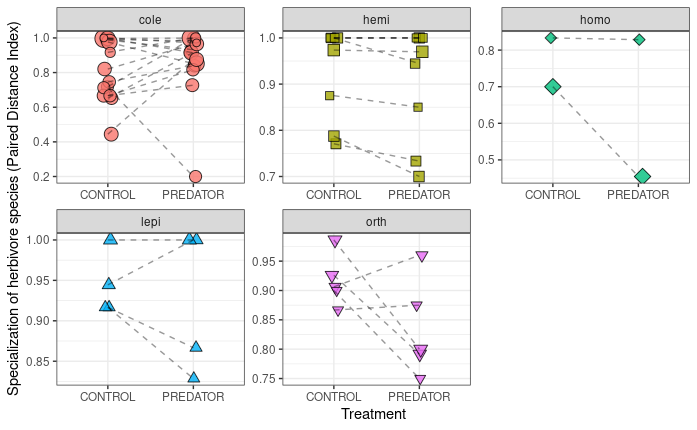 Specialization of herbivore species (Paired Distance Index)
cole
hemi
homo
1.0
0.8
0.6
0.4
0.2
1.0
0.9
0.8
0.7
0.8
0.7
0.6
0.5
CONTROL PREDATOR
CONTROL PREDATOR
CONTROL PREDATOR
lepi
orth
1.00
0.95
0.90
0.85
0.95
0.90
0.85
0.80
0.75
CONTROL PREDATOR
CONTROL PREDATOR
Treatment